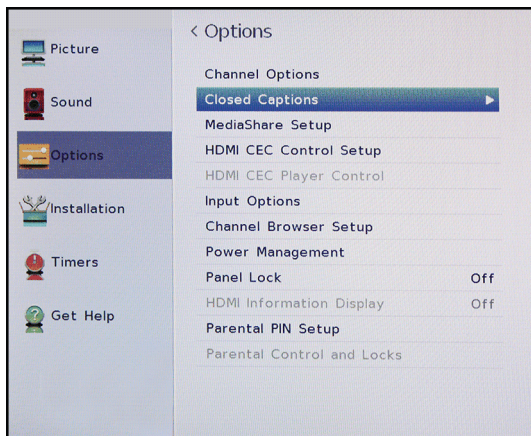 Picture
Sound
Options
Installation
Timers
Get Help
< Options
Channel Options
Closed Captions
MediaShare Setup
HDMI CEC Control Setup
HDMI CEC Player Control
Input Options
Channel Browser Setup
Power Management
Panel Lock Off
HDMI Information Display Off
Parental PIN Setup
Parental Control and Locks